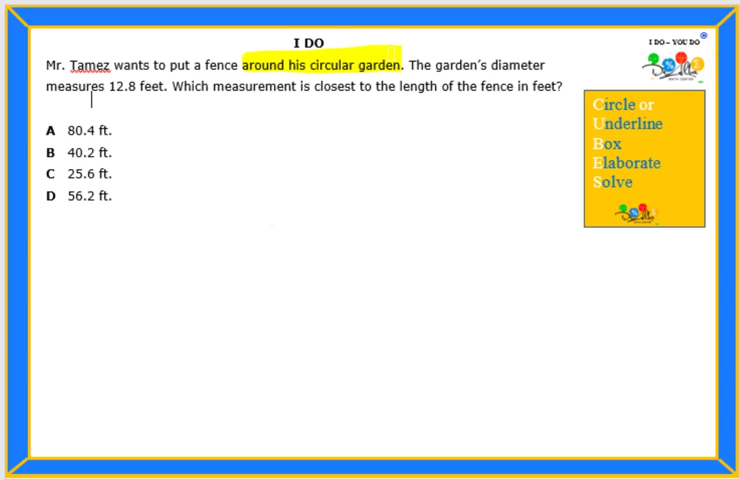 I DO
Mr. Tamez wants to put a fence around his circular garden. The garden's diameter
measures 12.8 feet. Which measurement is closest to the length of the fence in feet?
A 80.4 ft.
B 40.2 ft.
C 25.6 ft.
D 56.2 ft.
I DO – YOU DO
Circle or
Underline
Box
Elaborate
Solve